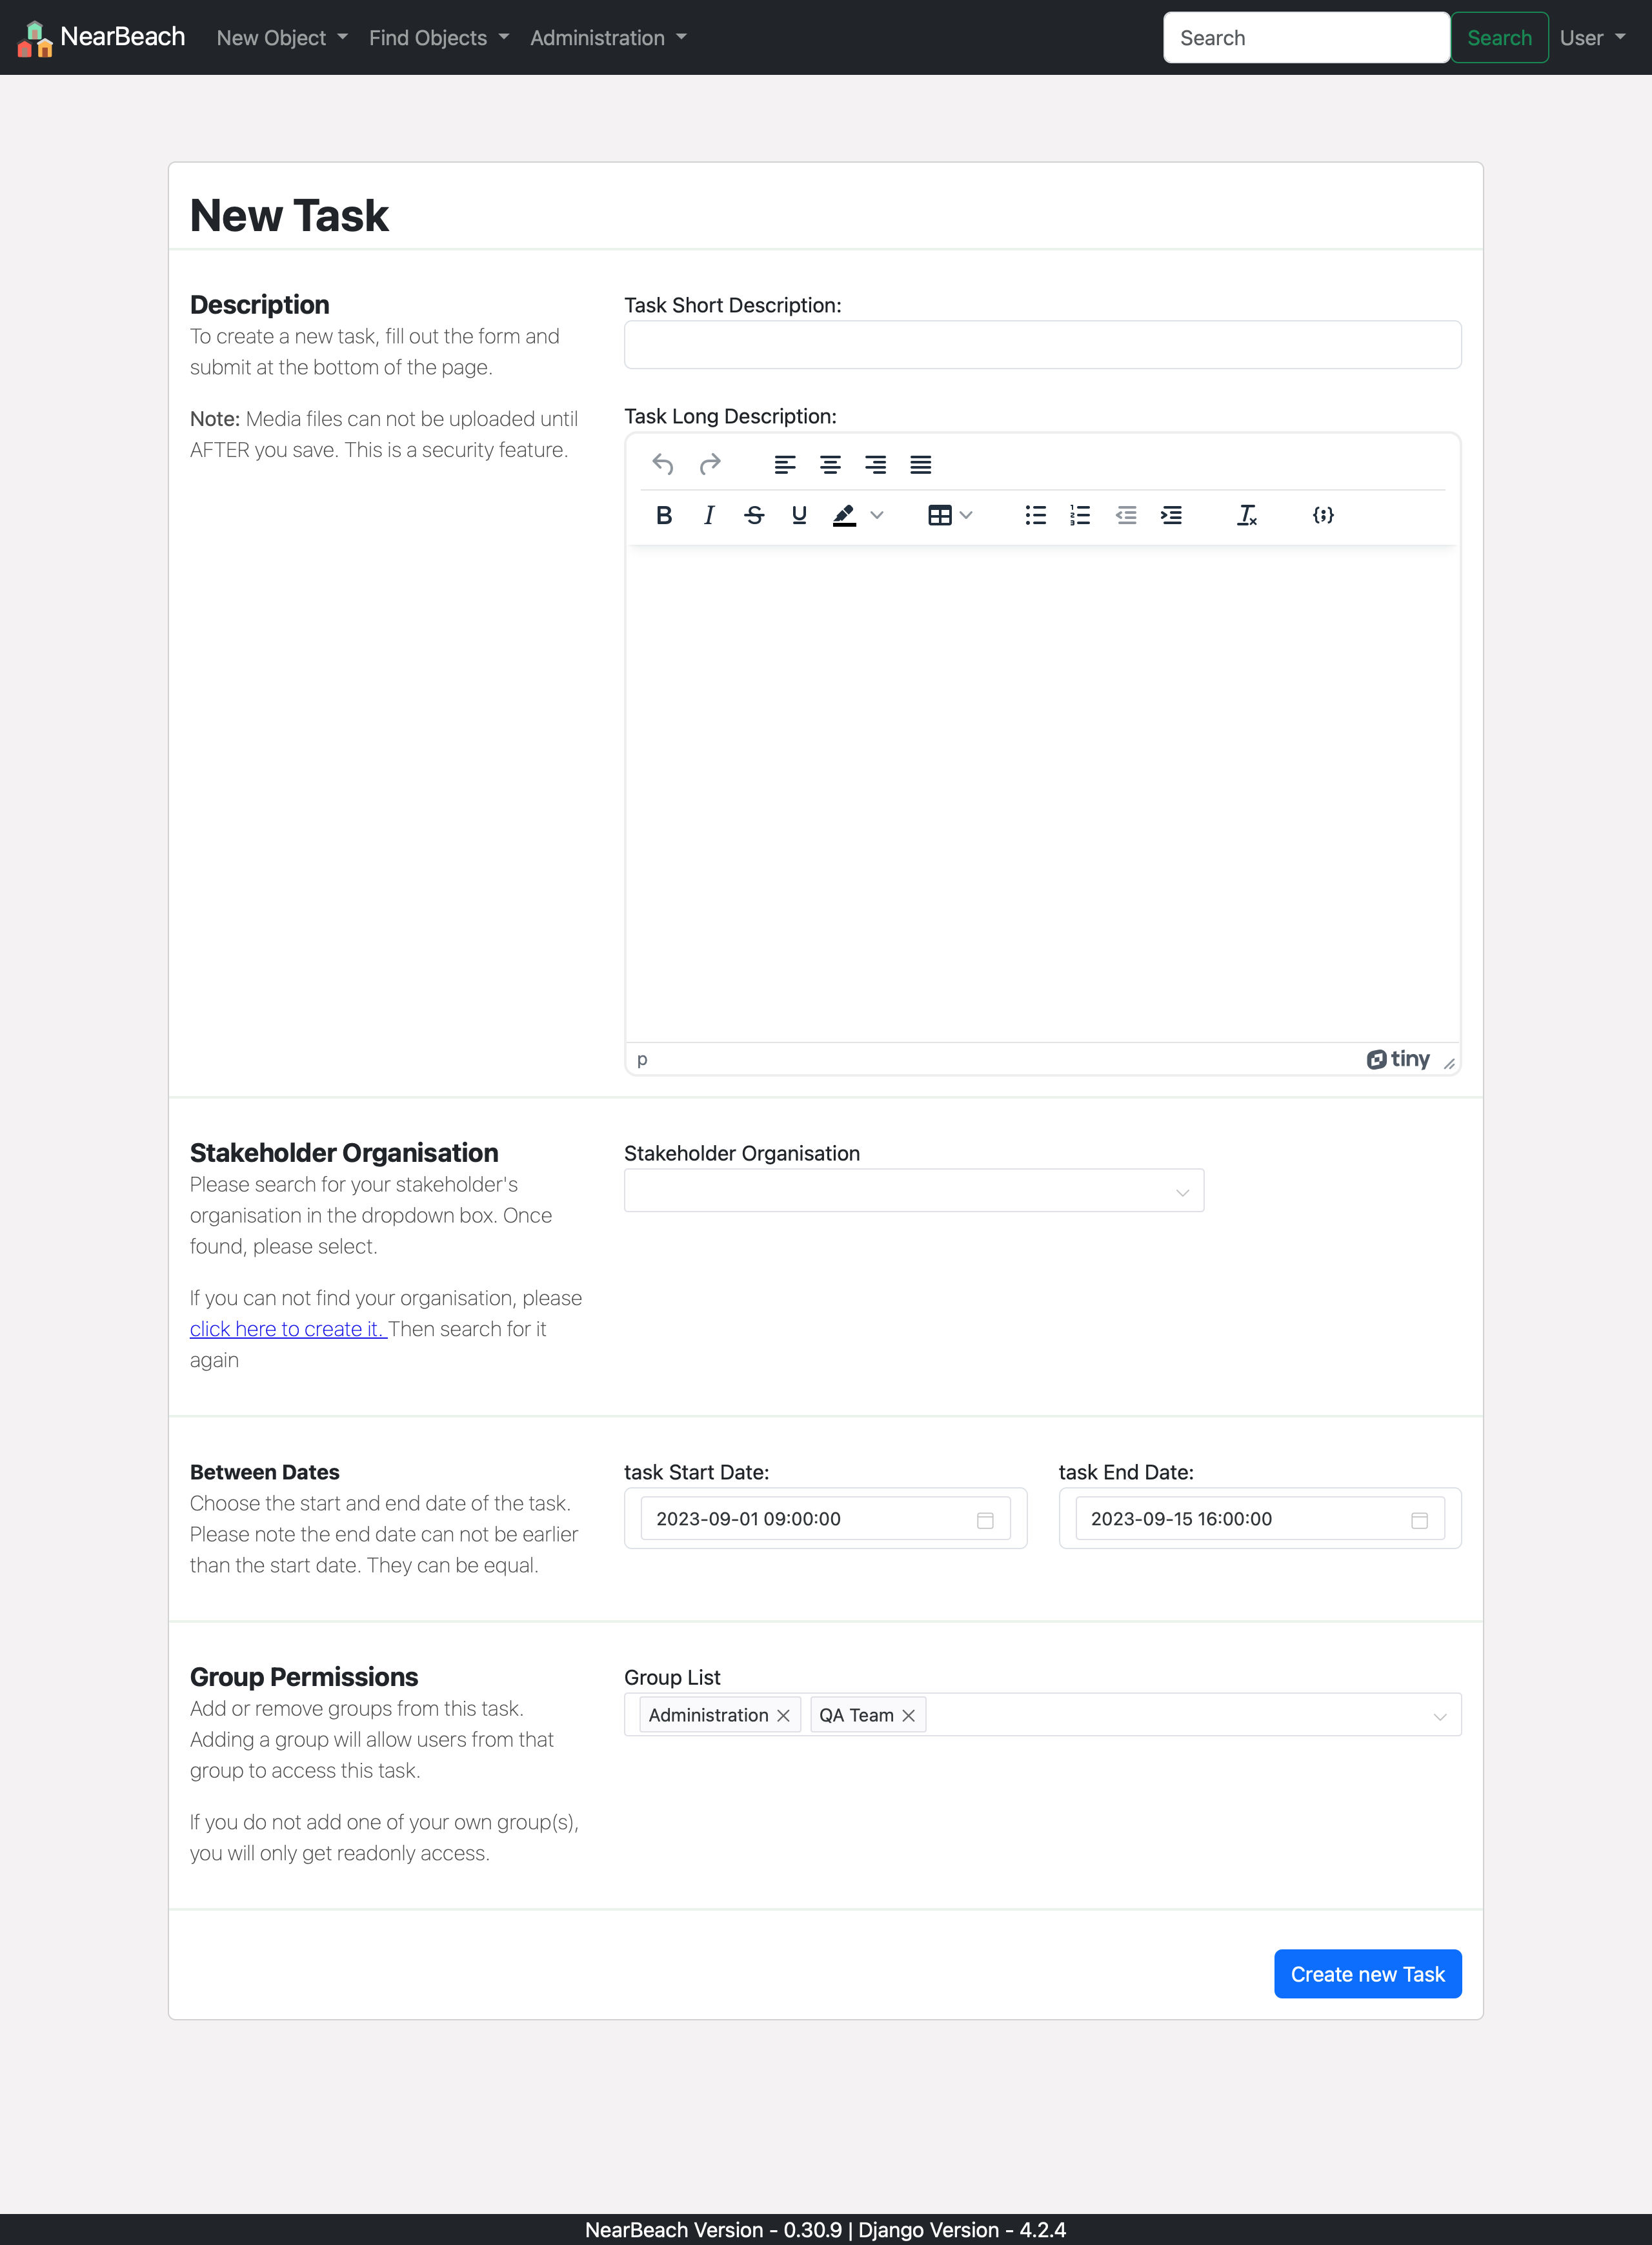 NearBeach New Object Find Objects Administration Search Search User
New Task
Description
To create a new task, fill out the form and
submit at the bottom of the page.
Note: Media files can not be uploaded until
AFTER you save. This is a security feature.
Task Short Description:
Task Long Description:
p
tiny
Stakeholder Organisation
Please search for your stakeholder's
organisation in the dropdown box. Once
found, please select.
If you can not find your organisation, please
click here to create it. Then search for it
again
Stakeholder Organisation
Between Dates
Choose the start and end date of the task.
Please note the end date can not be earlier
than the start date. They can be equal.
task Start Date:
2023-09-01 09:00:00
task End Date:
2023-09-15 16:00:00
Group Permissions
Add or remove groups from this task.
Adding a group will allow users from that
group to access this task.
If you do not add one of your own group(s),
you will only get readonly access.
Group List
Administration QA Team
Create new Task
NearBeach Version - 0.30.9 | Django Version - 4.2.4